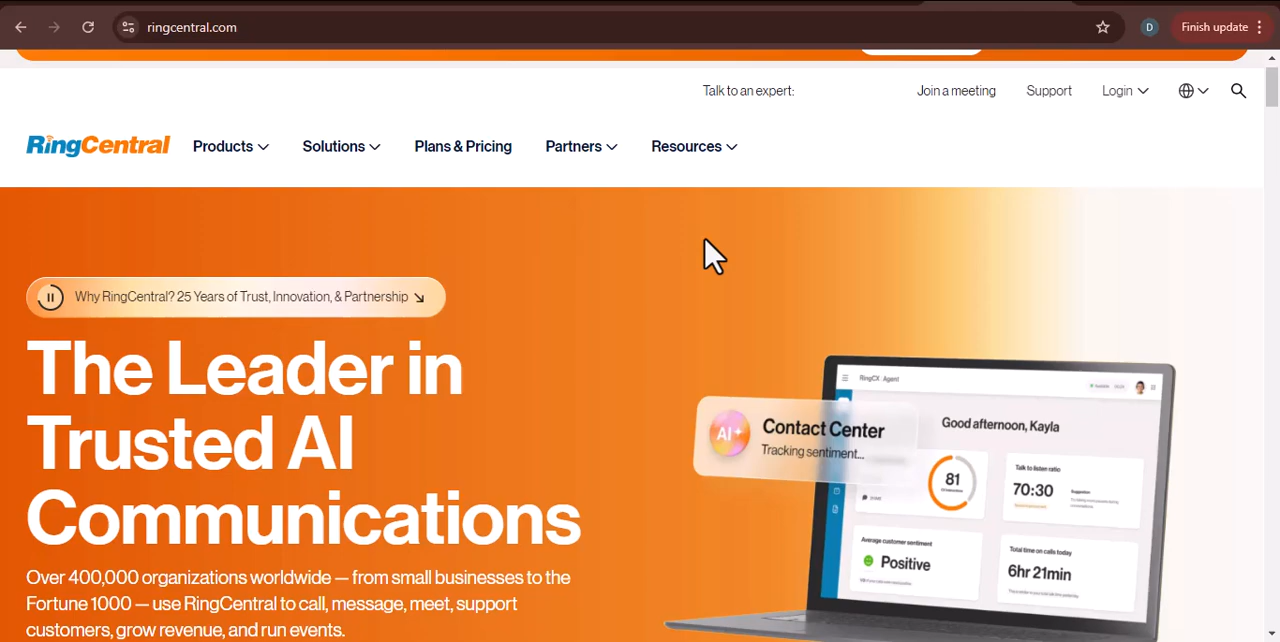 ringcentral.com
D
Finish update
Talk to an expert:
Join a meeting
Support
Login
RingCentral
Products
Solutions
Plans & Pricing
Partners
Resources
Why RingCentral? 25 Years of Trust, Innovation, & Partnership
The Leader in
Trusted AI
Communications
Over 400,000 organizations worldwide — from small businesses to the
Fortune 1000 — use RingCentral to call, message, meet, support
customers, grow revenue, and run events.
RingCX Agent
Good afternoon, Kayla
AI
Contact Center
Tracking sentiment...
81
Talk to listen ratio
70:30
Suggestion
Average customer sentiment
Positive
Total time on calls today
6hr 21min